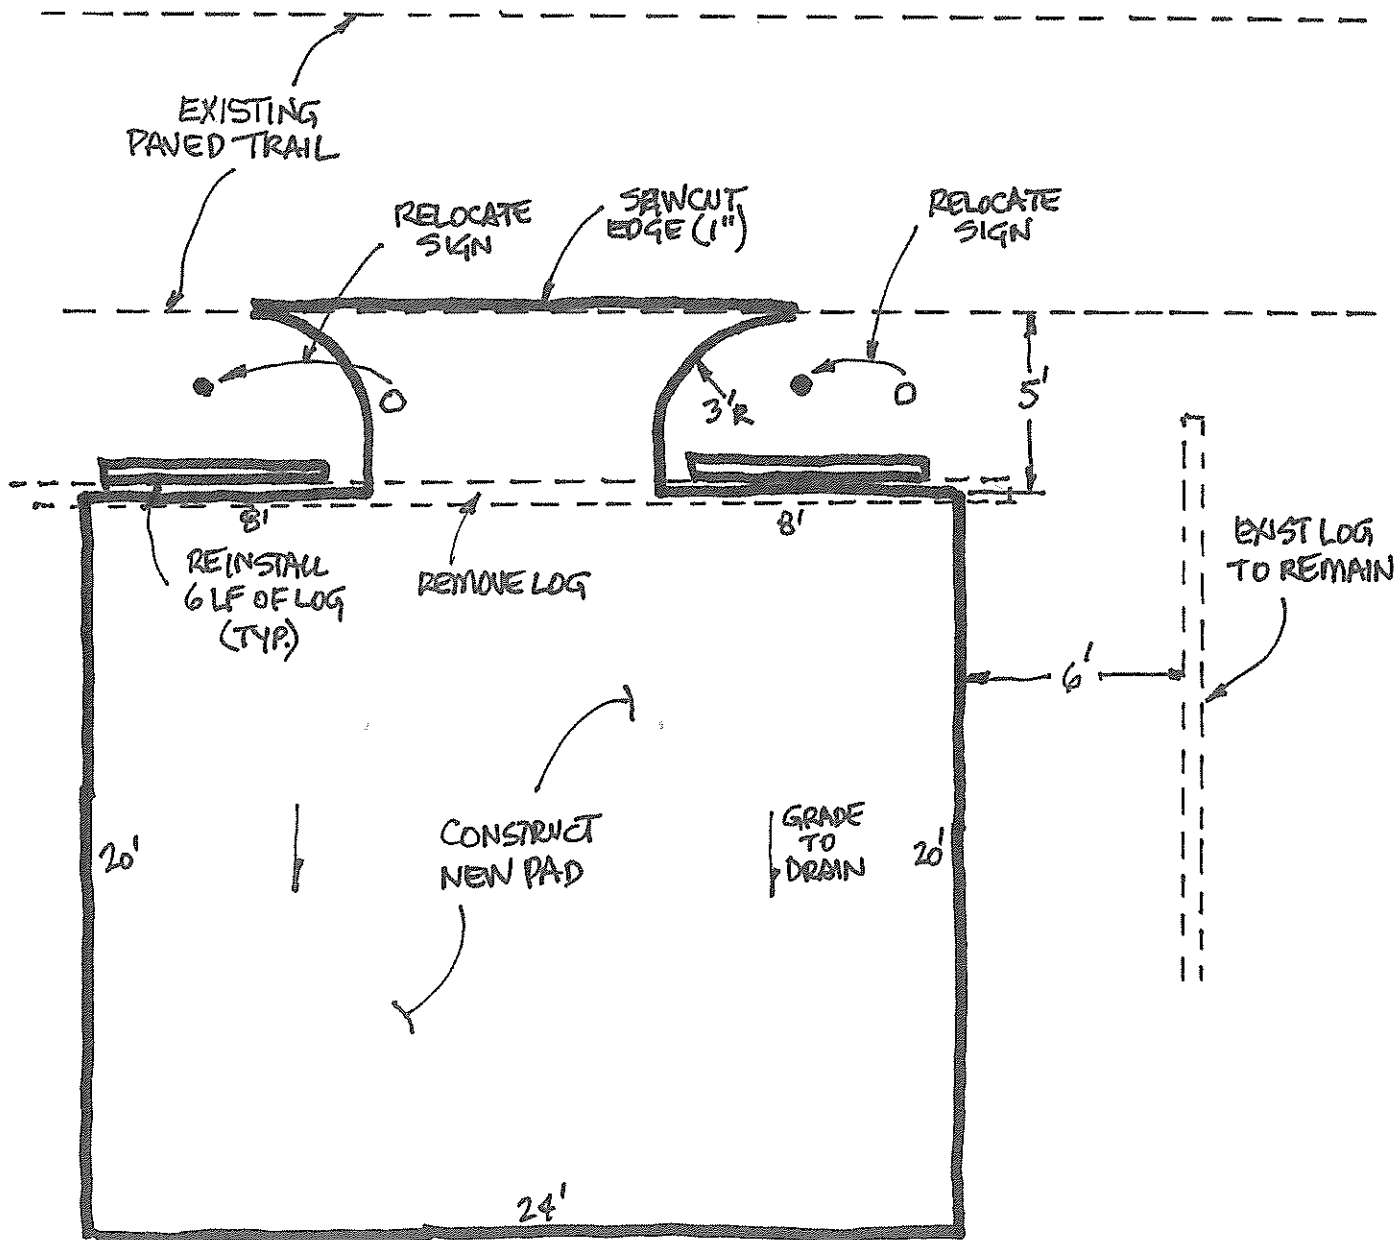 EXISTING
PAVED TRAIL
RELOCATE
SIGN
SAWCUT
EDGE (1")
RELOCATE
SIGN
3'R
5'
8'
8'
REINSTALL
6 LF OF LOG
(TYP.)
REMOVE LOG
EXIST LOG
TO REMAIN
6'
20'
CONSTRUCT
NEW PAD
GRADE
TO
DRAIN
20'
24'